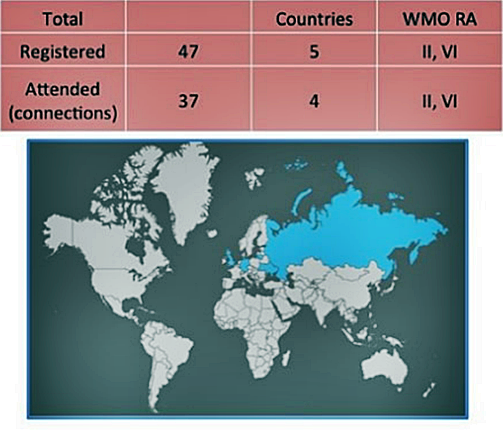 Total Countries WMO RA
Registered 47 5 II, VI
Attended
(connections) 37 4 II, VI